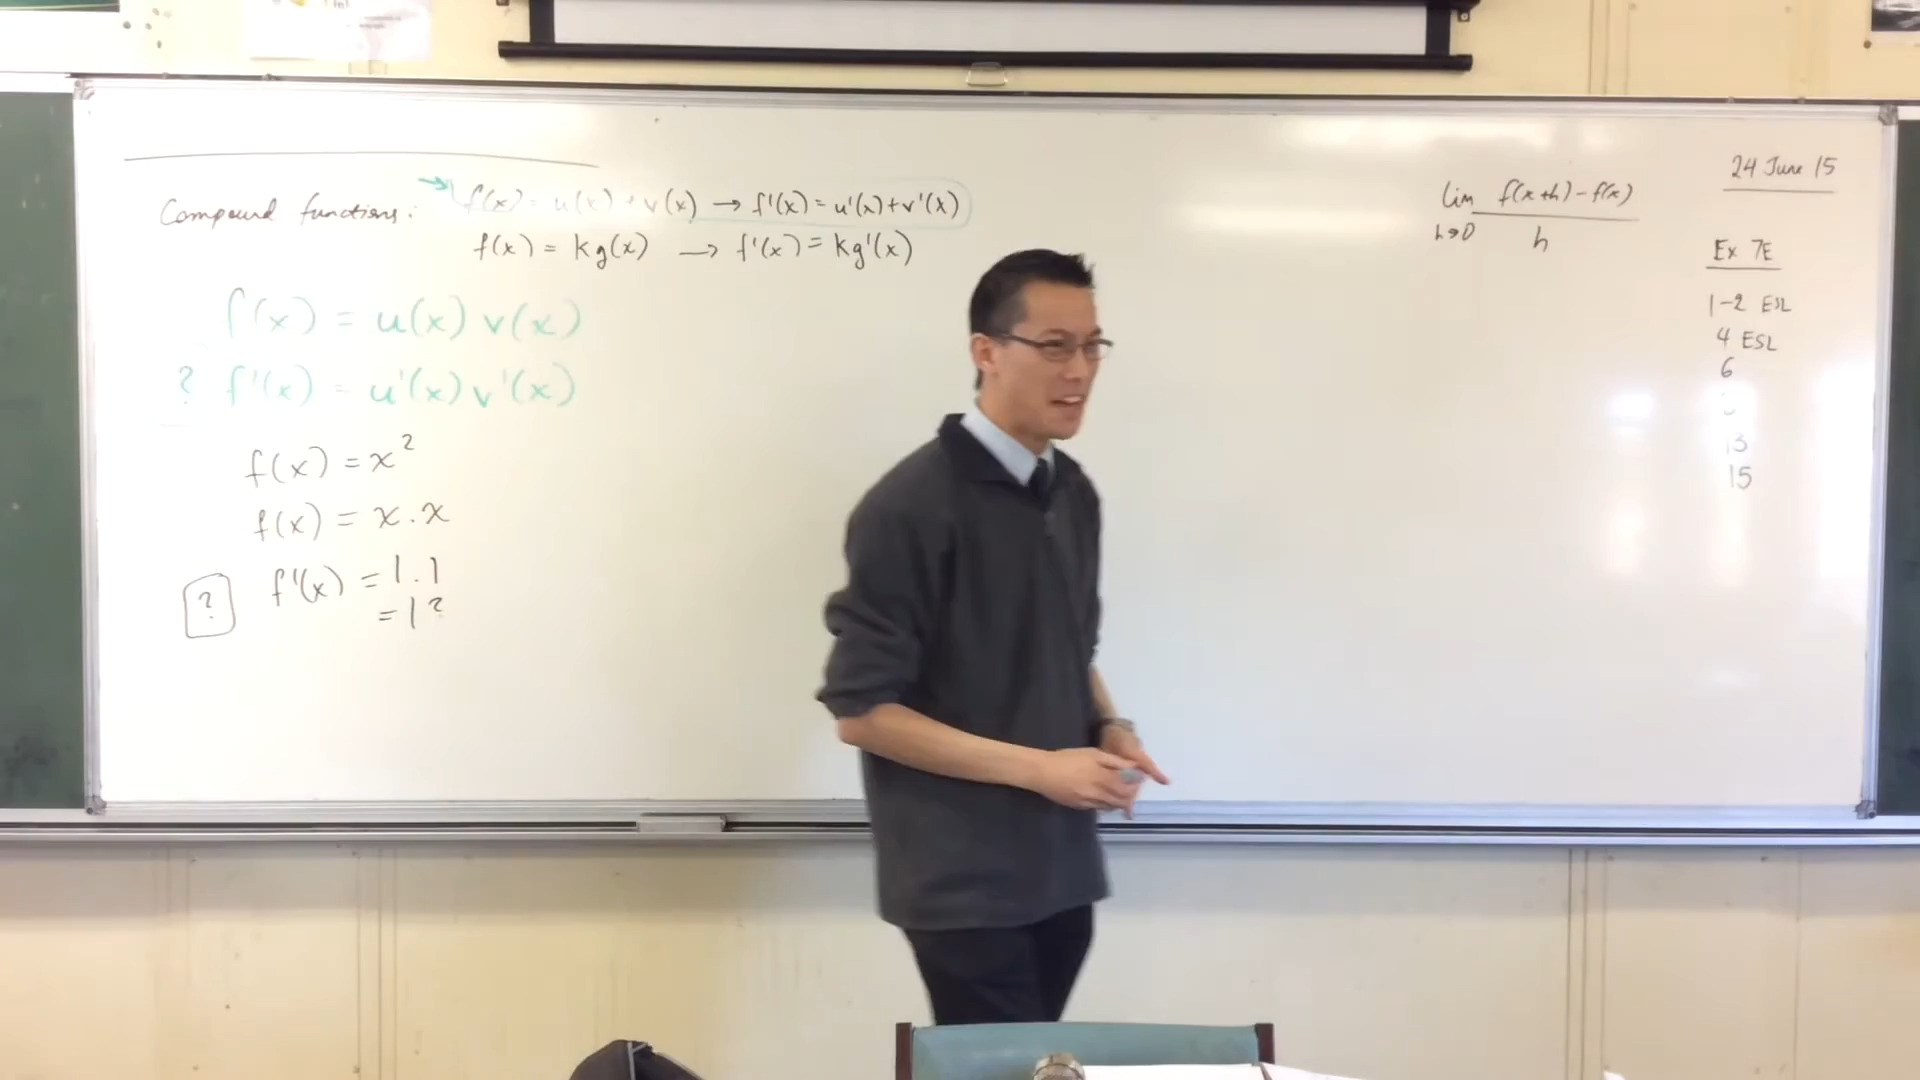 Compound functions: f(x) = u(x) + v(x) → f'(x) = u'(x) + v'(x)
f(x) = kg(x) → f'(x) = kg'(x)
f(x) = u(x) v(x)
? f'(x) = u'(x) v'(x)
f(x) = x²
f(x) = x.x
? f'(x) = 1.1
= 1?
lim h→0 f(x+h) - f(x) / h
24 June 15
Ex 7E
1-2 ESL
4 ESL
6
13
15